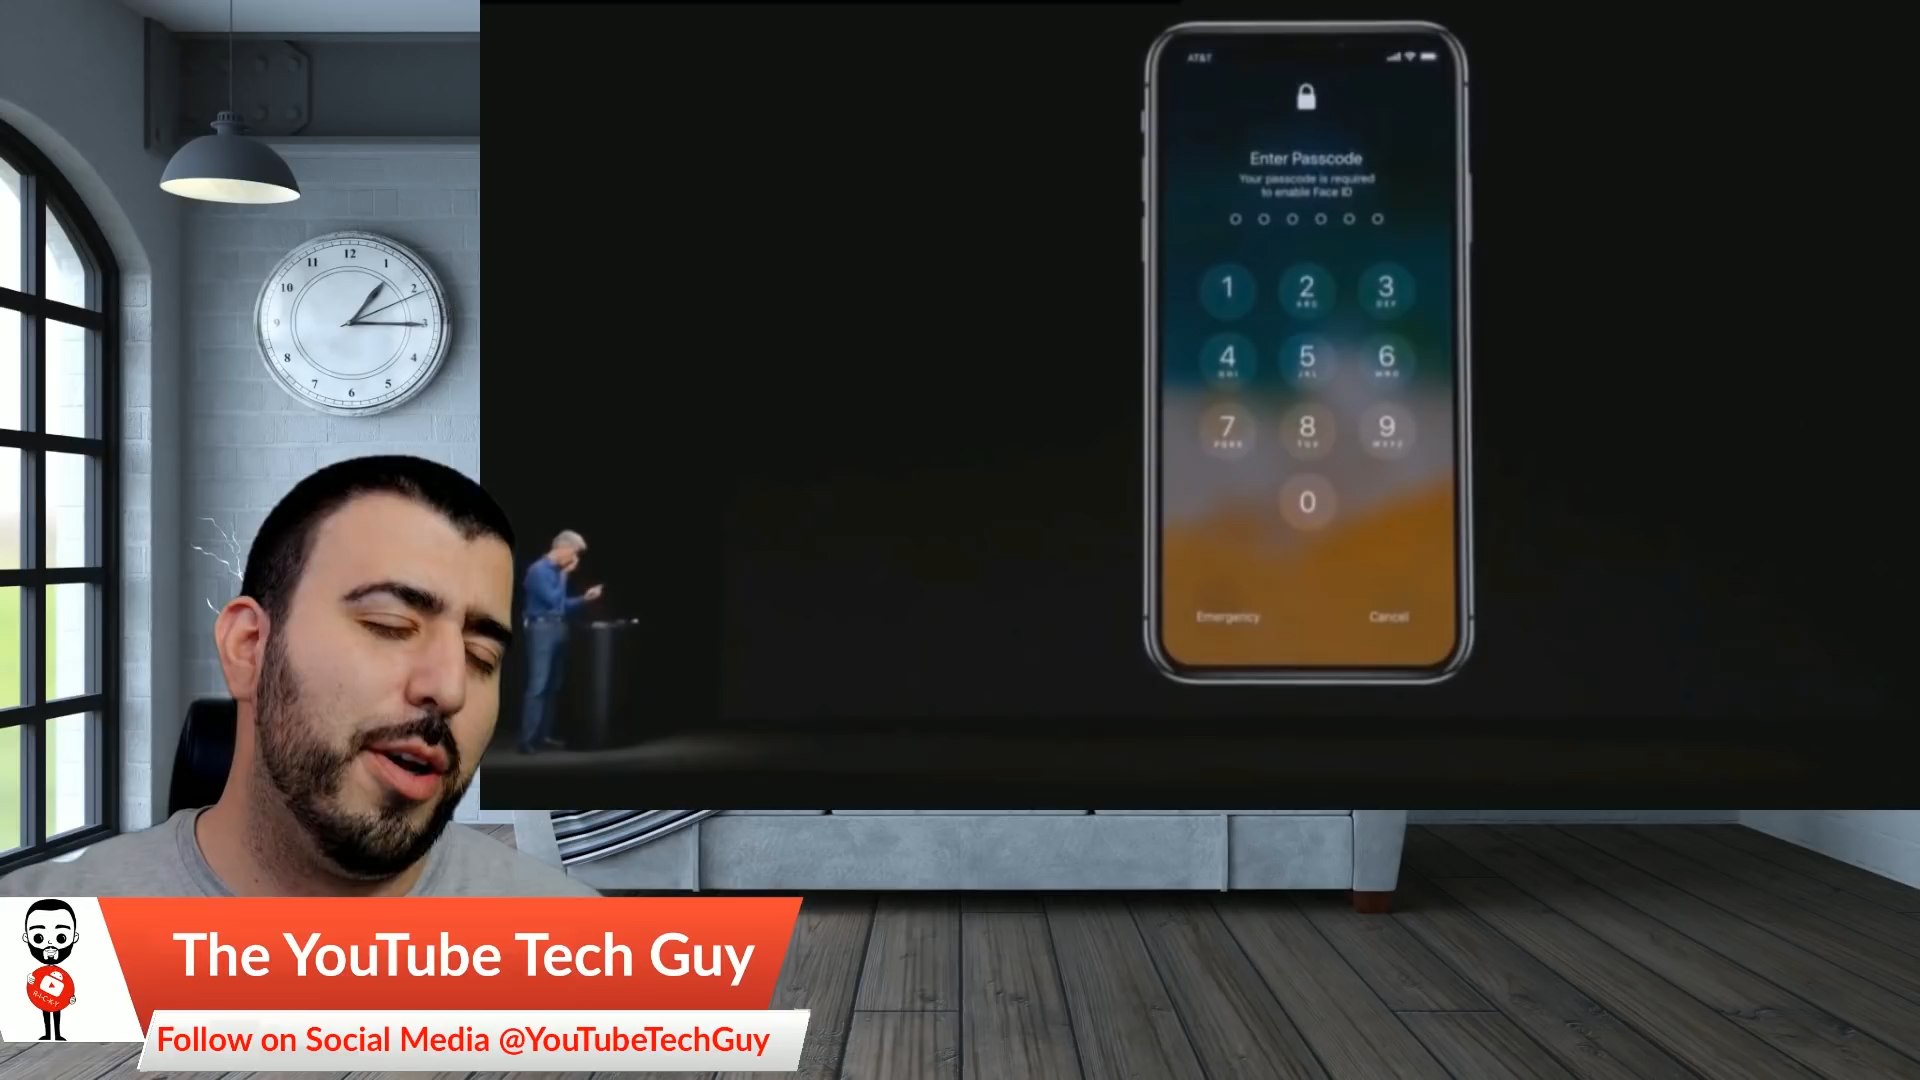 AT&T
Enter Passcode
Your passcode is required
to enable Face ID
1
2
ABC
3
DEF
4
GHI
5
JKL
6
MNO
7
PQRS
8
TUV
9
WXYZ
0
Emergency
Cancel
12
1
2
3
4
5
6
7
8
9
10
11
R-I-C-K-Y
The YouTube Tech Guy
Follow on Social Media @YouTubeTechGuy